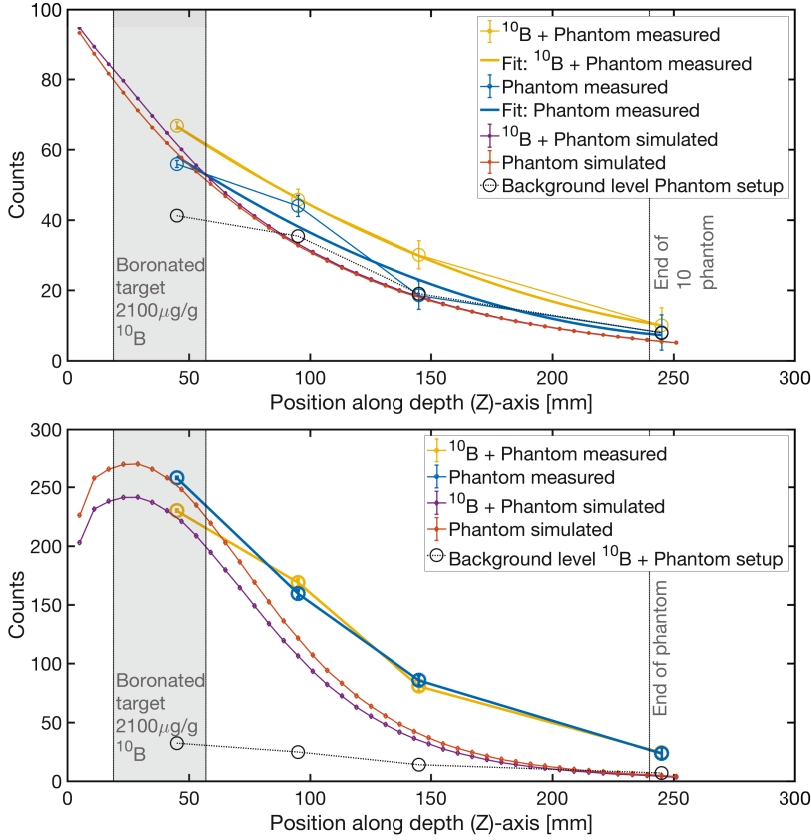 100
80
60
40
20
0
Counts
0 50 100 150 200 250 300
Position along depth (Z)-axis [mm]
Boronated
target
2100μg/g
¹⁰B
End of
10
phantom
¹⁰B + Phantom measured
Fit: ¹⁰B + Phantom measured
Phantom measured
Fit: Phantom measured
¹⁰B + Phantom simulated
Phantom simulated
Background level Phantom setup
300
250
200
150
100
50
0
Counts
0 50 100 150 200 250 300
Position along depth (Z)-axis [mm]
Boronated
target
2100μg/g
¹⁰B
End of phantom
¹⁰B + Phantom measured
Phantom measured
¹⁰B + Phantom simulated
Phantom simulated
Background level ¹⁰B + Phantom setup